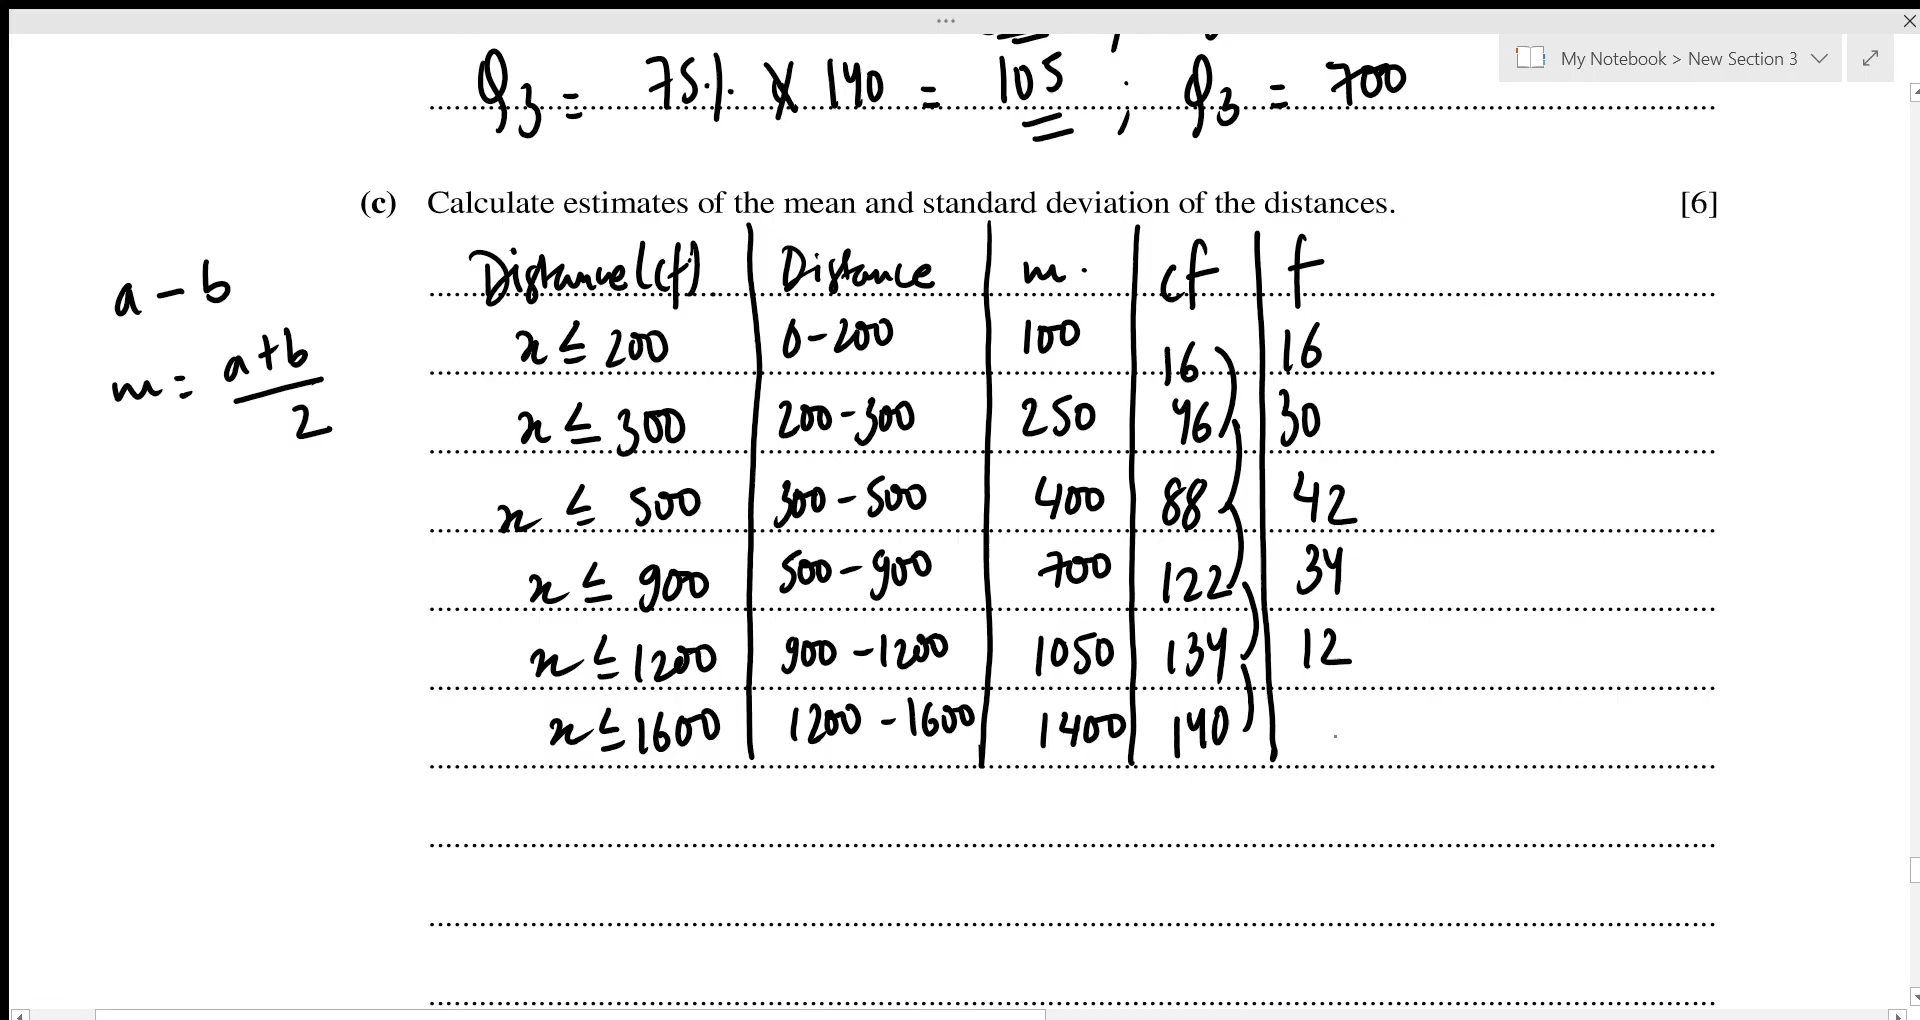 ...
My Notebook > New Section 3
Q3 = 75% X 140 = 105 ; Q3 = 700
(c) Calculate estimates of the mean and standard deviation of the distances. [6]
a - b
m = a+b
2
Distance (cf) Distance m. cf f
x ≤ 200 0-200 100 16 16
x ≤ 300 200-300 250 46 30
x ≤ 500 300-500 400 88 42
x ≤ 900 500-900 700 122 34
x ≤ 1200 900-1200 1050 134 12
x ≤ 1600 1200-1600 1400 140